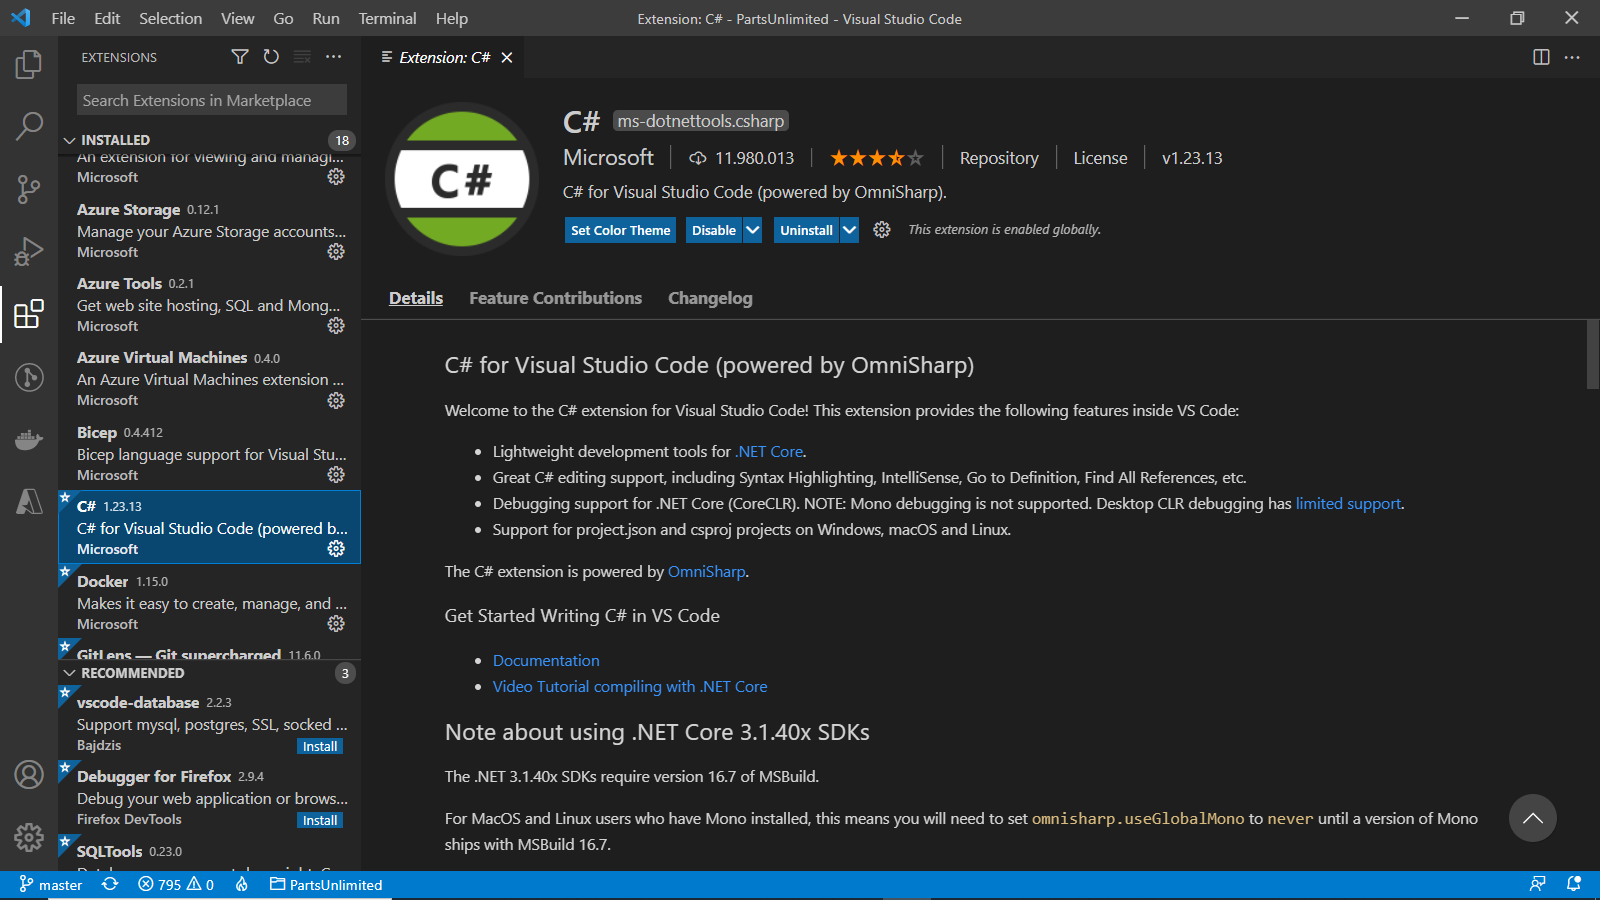 File Edit Selection View Go Run Terminal Help
Extension: C# - PartsUnlimited - Visual Studio Code
EXTENSIONS
Search Extensions in Marketplace
INSTALLED 18
An extension for viewing and managi...
Microsoft
Azure Storage 0.12.1
Manage your Azure Storage accounts...
Microsoft
Azure Tools 0.2.1
Get web site hosting, SQL and Mong...
Microsoft
Azure Virtual Machines 0.4.0
An Azure Virtual Machines extension ...
Microsoft
Bicep 0.4.412
Bicep language support for Visual Stu...
Microsoft
C# 1.23.13
C# for Visual Studio Code (powered b...
Microsoft
Docker 1.15.0
Makes it easy to create, manage, and ...
Microsoft
GitLens — Git supercharged 11.6.0
RECOMMENDED 3
vscode-database 2.2.3
Support mysql, postgres, SSL, socked ...
Bajdzis Install
Debugger for Firefox 2.9.4
Debug your web application or brows...
Firefox DevTools Install
SQLTools 0.23.0
Extension: C#
C#
C# ms-dotnettools.csharp
Microsoft 11.980.013 Repository License v1.23.13
C# for Visual Studio Code (powered by OmniSharp).
Set Color Theme Disable Uninstall This extension is enabled globally.
Details Feature Contributions Changelog
C# for Visual Studio Code (powered by OmniSharp)
Welcome to the C# extension for Visual Studio Code! This extension provides the following features inside VS Code:
• Lightweight development tools for .NET Core.
• Great C# editing support, including Syntax Highlighting, IntelliSense, Go to Definition, Find All References, etc.
• Debugging support for .NET Core (CoreCLR). NOTE: Mono debugging is not supported. Desktop CLR debugging has limited support.
• Support for project.json and csproj projects on Windows, macOS and Linux.
The C# extension is powered by OmniSharp.
Get Started Writing C# in VS Code
• Documentation
• Video Tutorial compiling with .NET Core
Note about using .NET Core 3.1.40x SDKs
The .NET 3.1.40x SDKs require version 16.7 of MSBuild.
For MacOS and Linux users who have Mono installed, this means you will need to set omnisharp.useGlobalMono to never until a version of Mono
ships with MSBuild 16.7.
master 795 0 PartsUnlimited